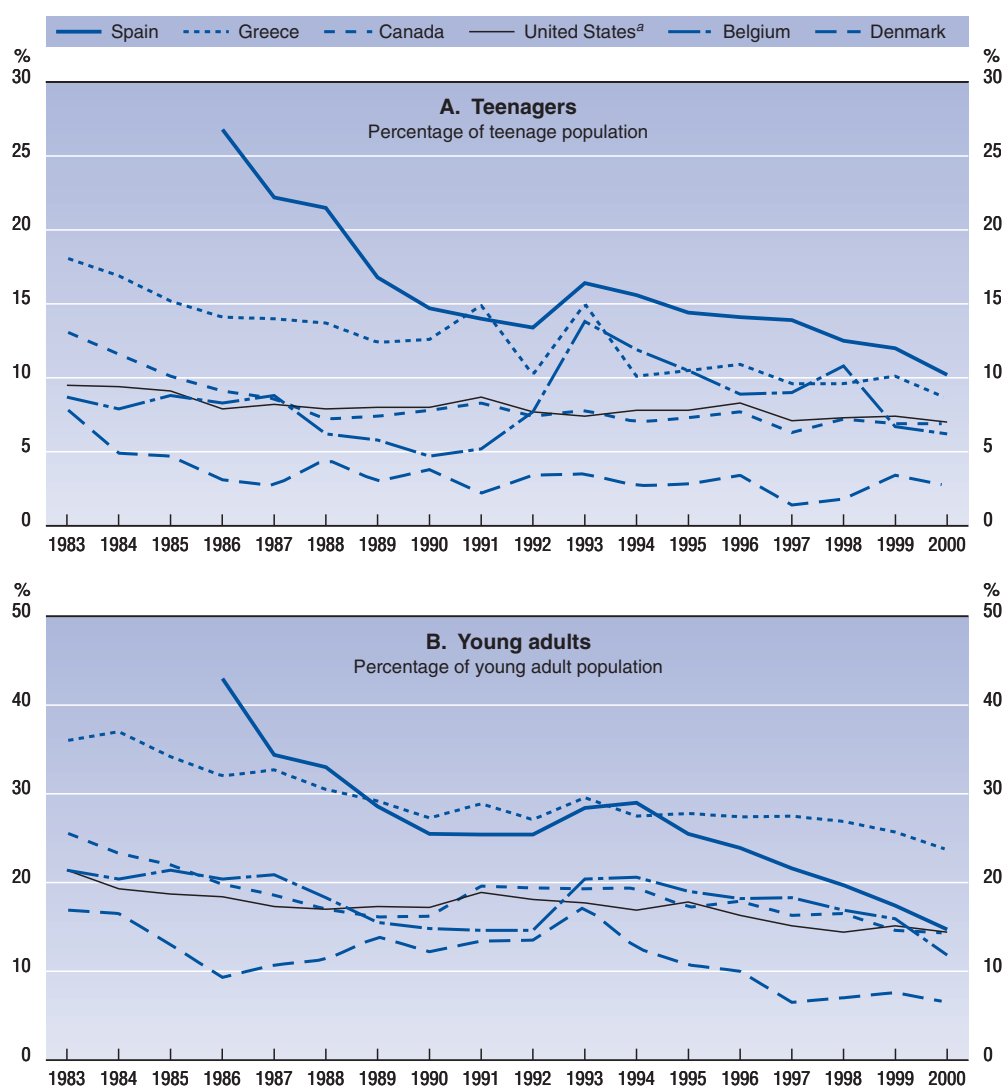 Spain Greece Canada United Statesa Belgium Denmark
% %
30 30
A. Teenagers
Percentage of teenage population
25 25
20 20
15 15
10 10
5 5
0 0
1983 1984 1985 1986 1987 1988 1989 1990 1991 1992 1993 1994 1995 1996 1997 1998 1999 2000
% %
50 50
B. Young adults
Percentage of young adult population
40 40
30 30
20 20
10 10
0 0
1983 1984 1985 1986 1987 1988 1989 1990 1991 1992 1993 1994 1995 1996 1997 1998 1999 2000